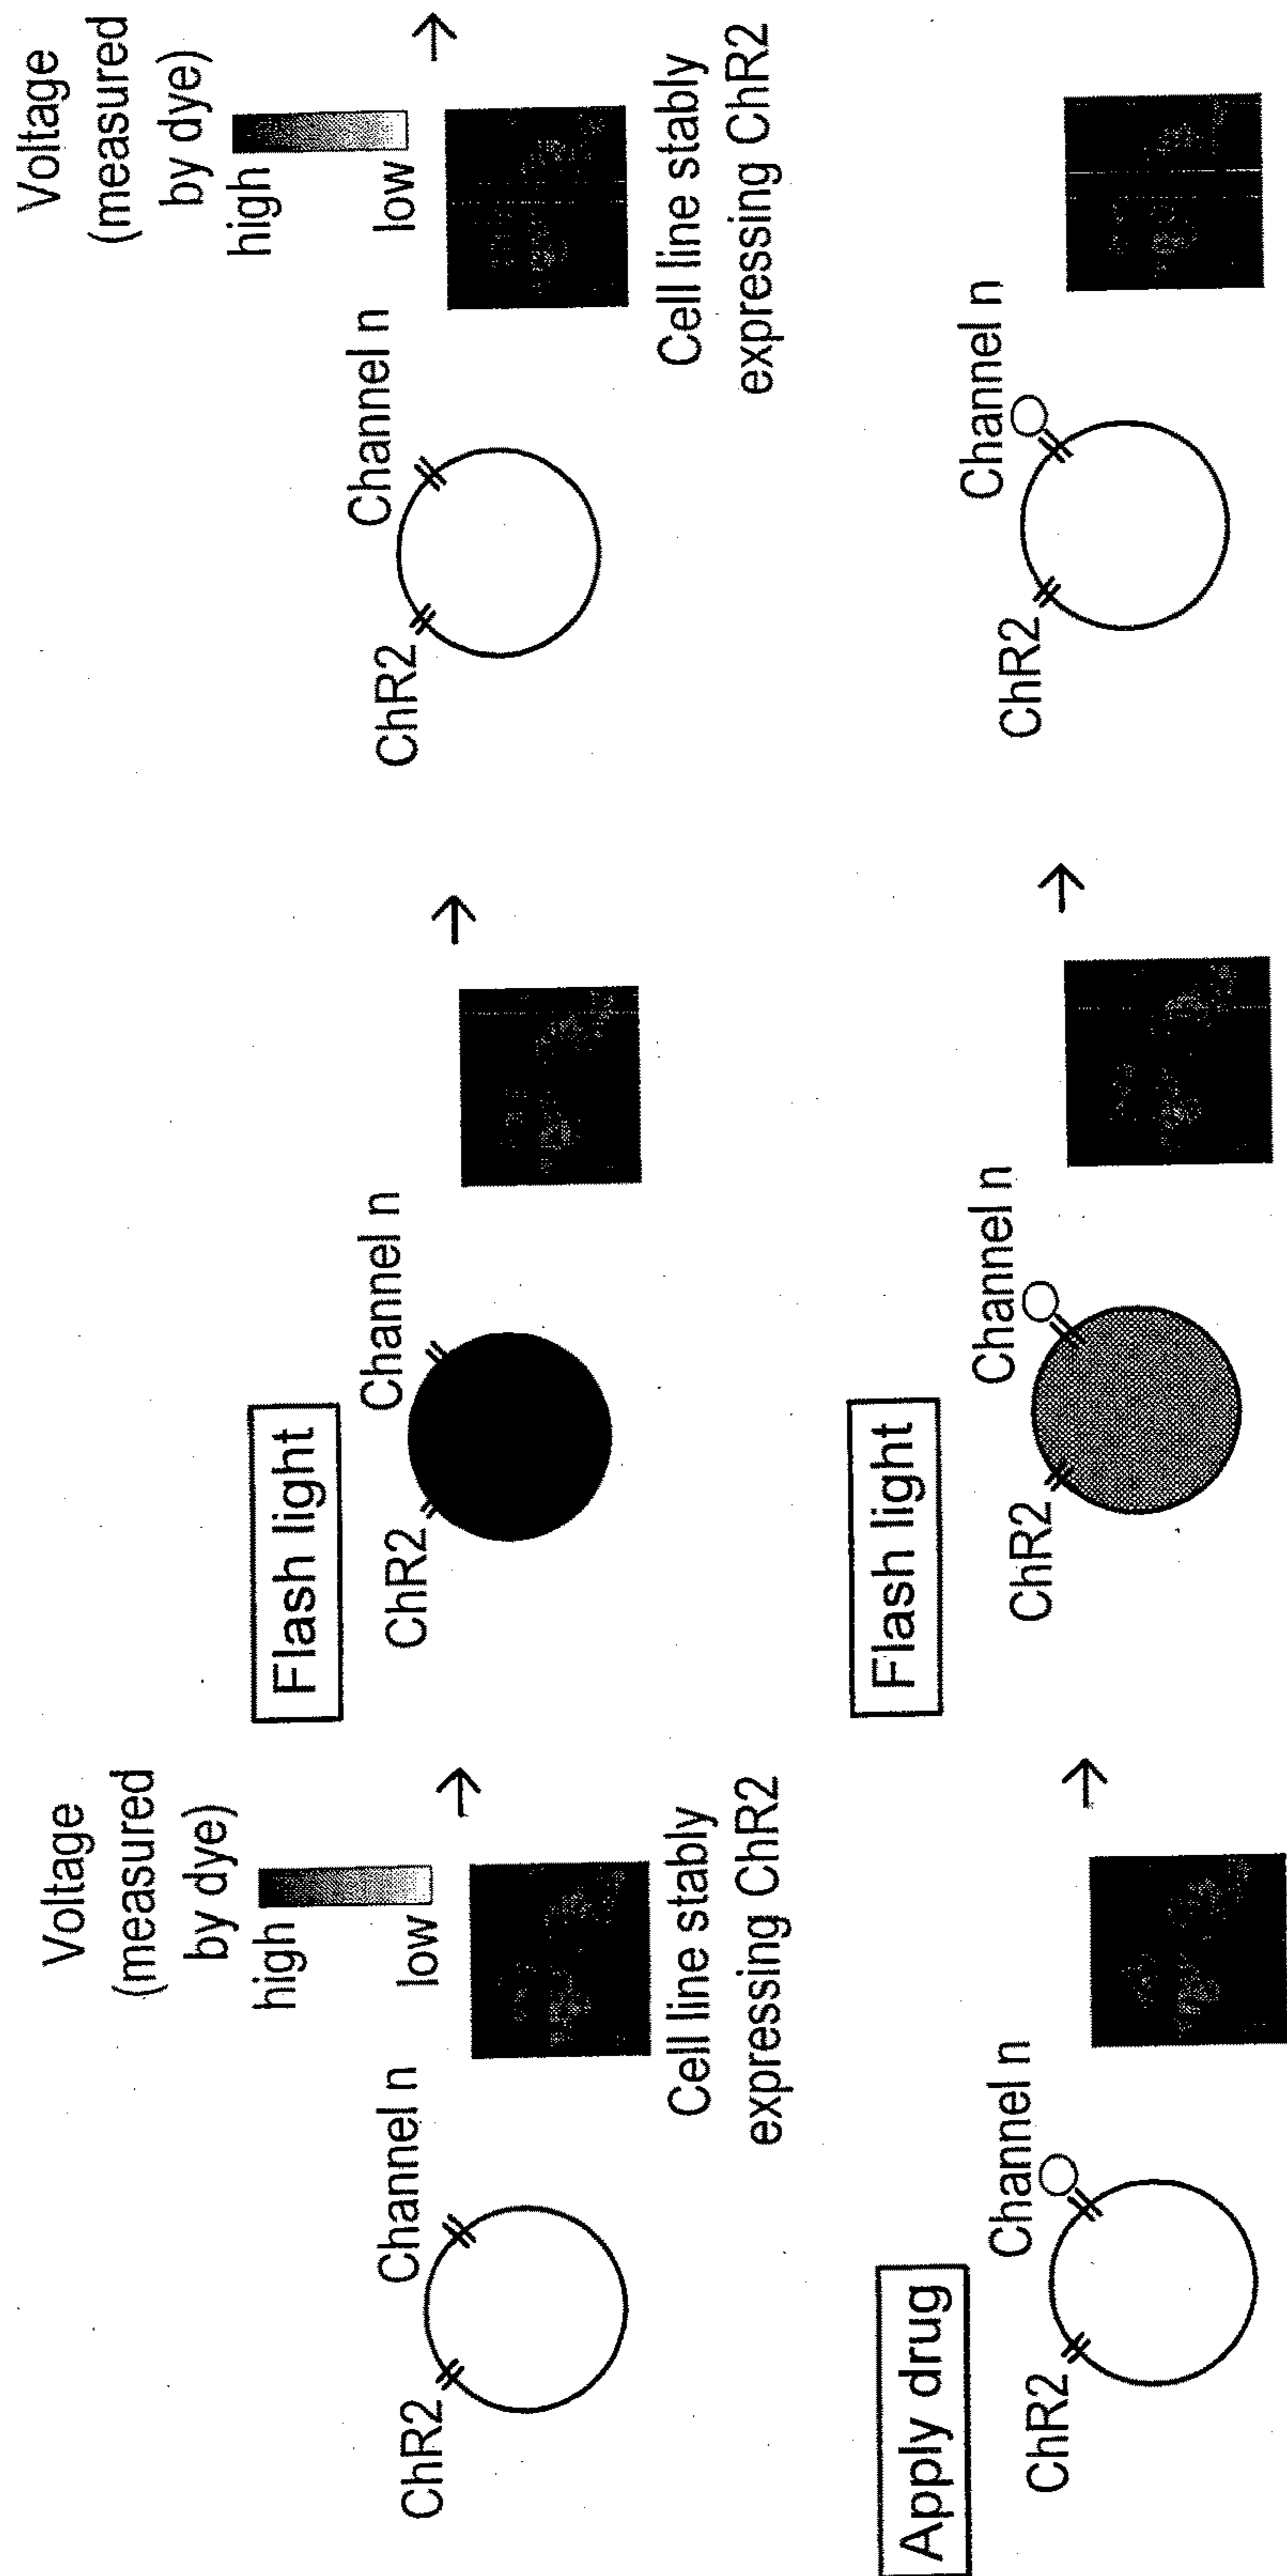 Voltage
(measured
by dye)
high
low
ChR2
Channel n
Cell line stably
expressing ChR2
Flash light
ChR2
Channel n
Voltage
(measured
by dye)
high
low
ChR2
Channel n
Cell line stably
expressing ChR2
Apply drug
ChR2
Channel n
Flash light
ChR2
Channel n
ChR2
Channel n